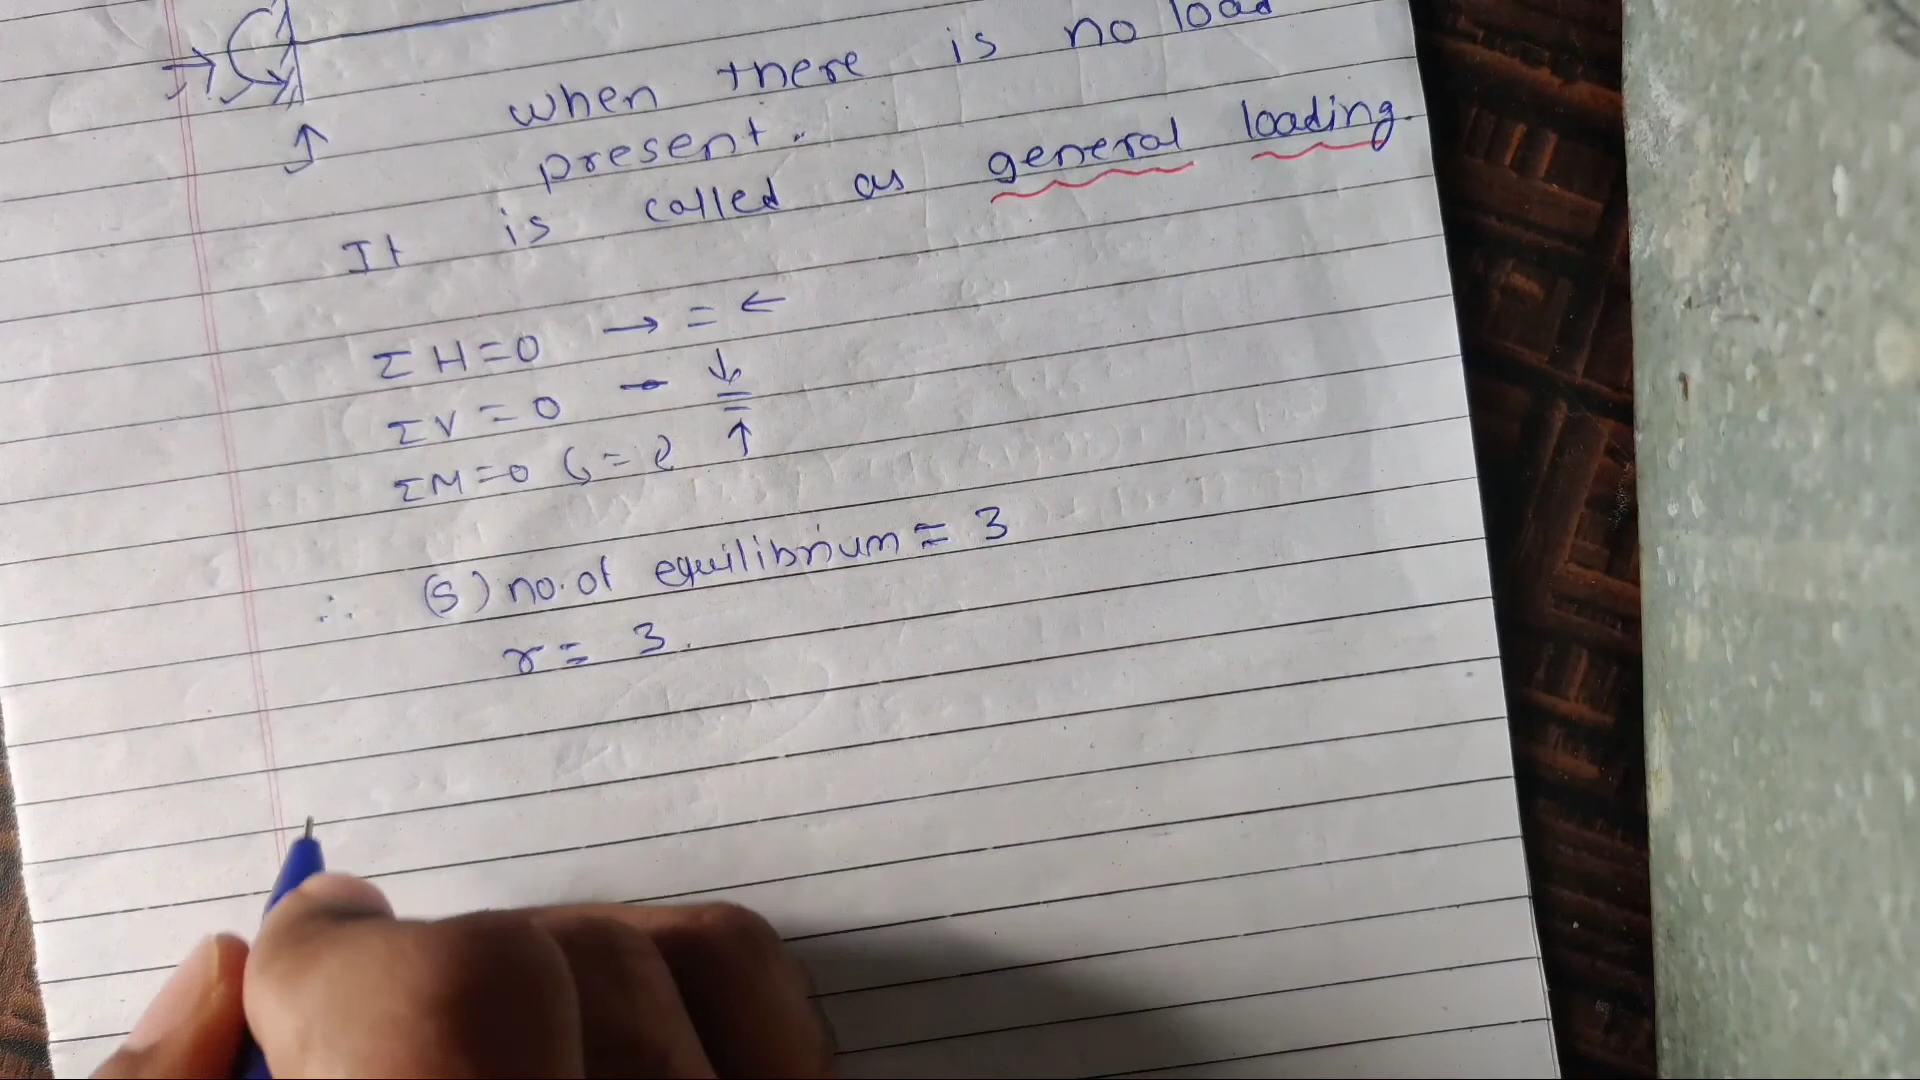 when there is no load
present.
It is called as general loading.
ΣH=0 → = ←
ΣV=0 - ↓ = ↑
ΣM=0 =
∴ (S) no. of equilibrium = 3
r = 3.